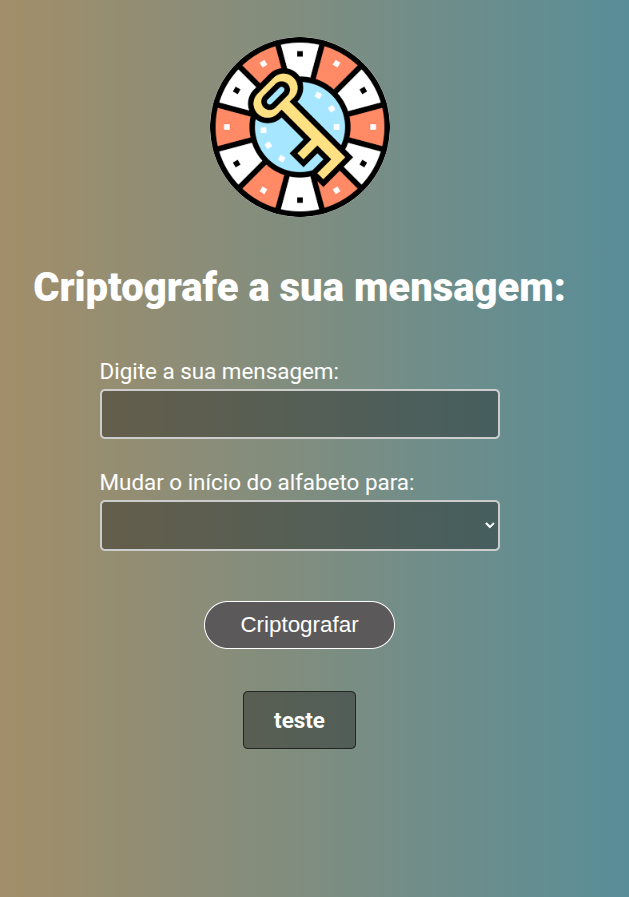 Criptografe a sua mensagem:
Digite a sua mensagem:
Mudar o início do alfabeto para:
Criptografar
teste